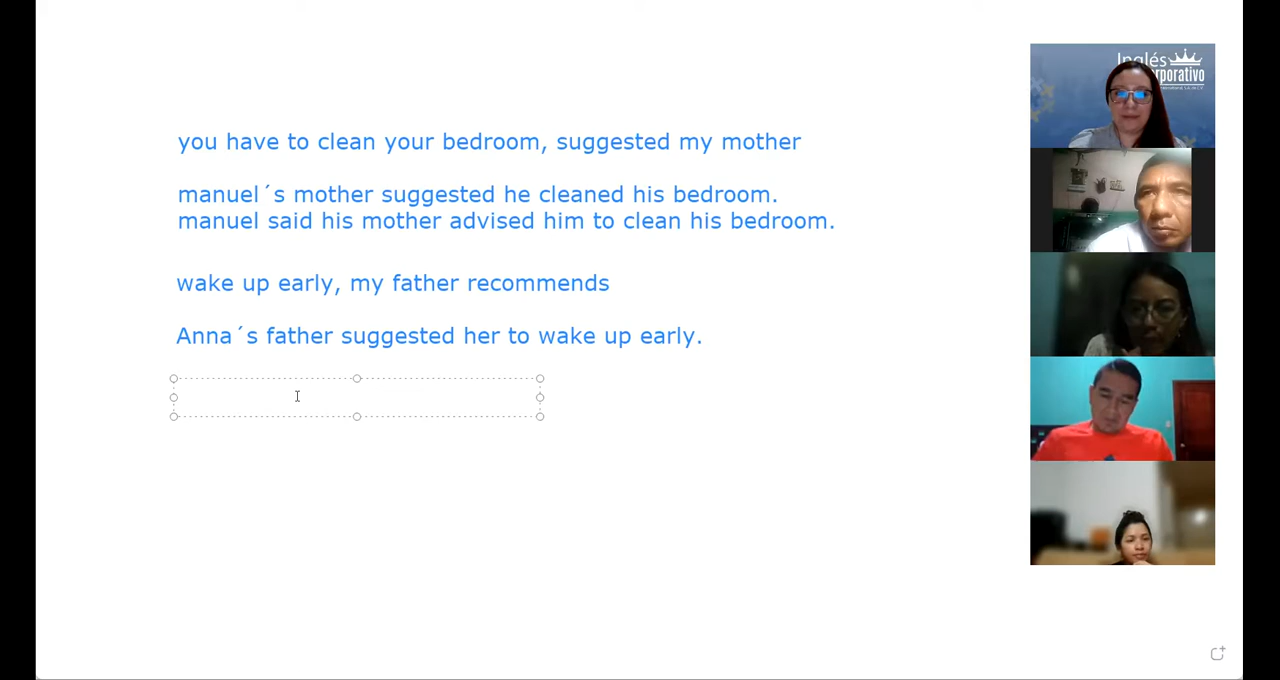 you have to clean your bedroom, suggested my mother
manuel´s mother suggested he cleaned his bedroom.
manuel said his mother advised him to clean his bedroom.
wake up early, my father recommends
Anna´s father suggested her to wake up early.
Inglés
orporativo